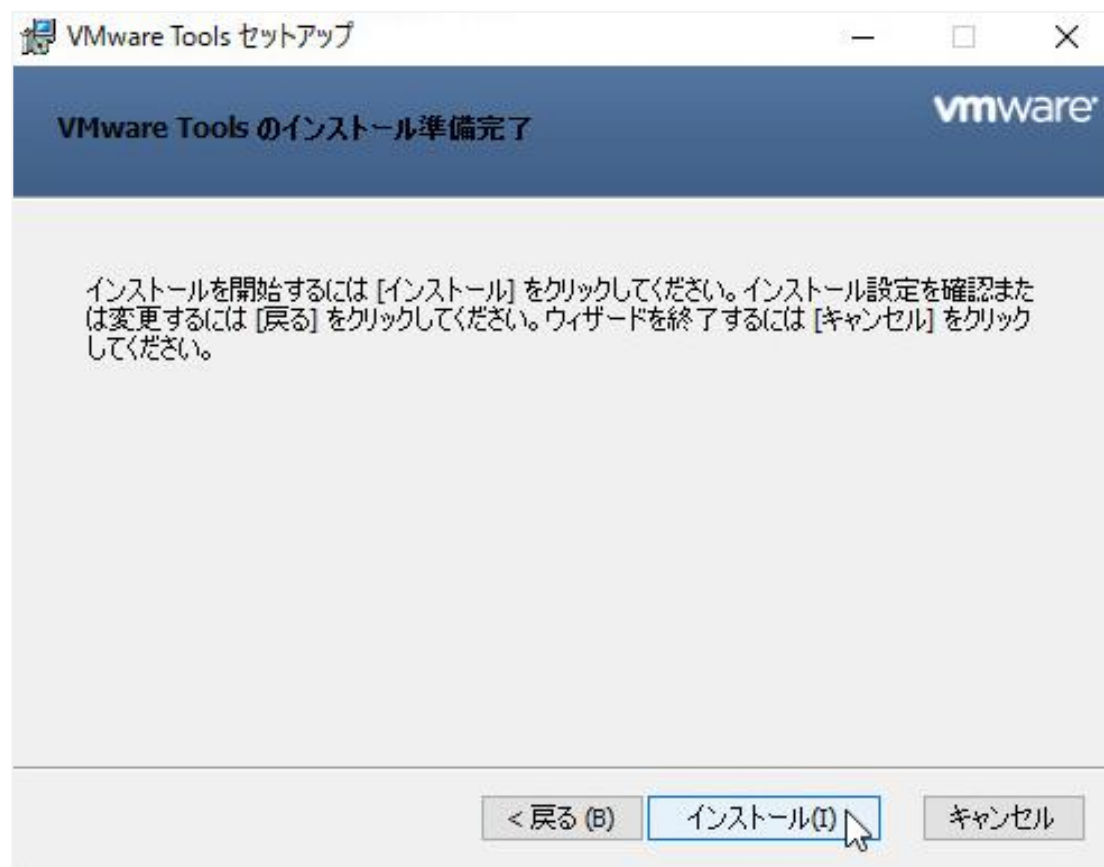 VMware Tools セットアップ
VMware Tools のインストール準備完了
vmware
インストールを開始するには [インストール] をクリックしてください。インストール設定を確認また
は変更するには [戻る] をクリックしてください。ウィザードを終了するには [キャンセル] をクリック
してください。
< 戻る (B)
インストール(I)
キャンセル